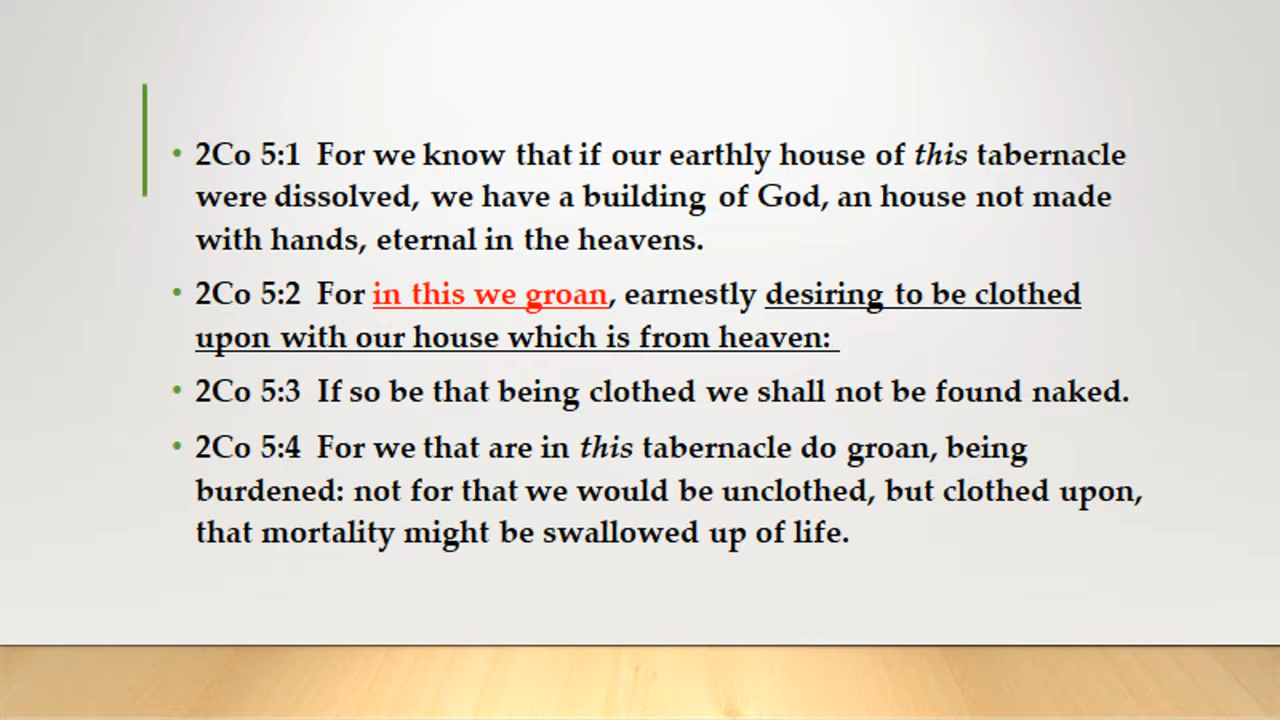 • 2Co 5:1  For we know that if our earthly house of this tabernacle
were dissolved, we have a building of God, an house not made
with hands, eternal in the heavens.
• 2Co 5:2  For in this we groan, earnestly desiring to be clothed
upon with our house which is from heaven:
• 2Co 5:3  If so be that being clothed we shall not be found naked.
• 2Co 5:4  For we that are in this tabernacle do groan, being
burdened: not for that we would be unclothed, but clothed upon,
that mortality might be swallowed up of life.